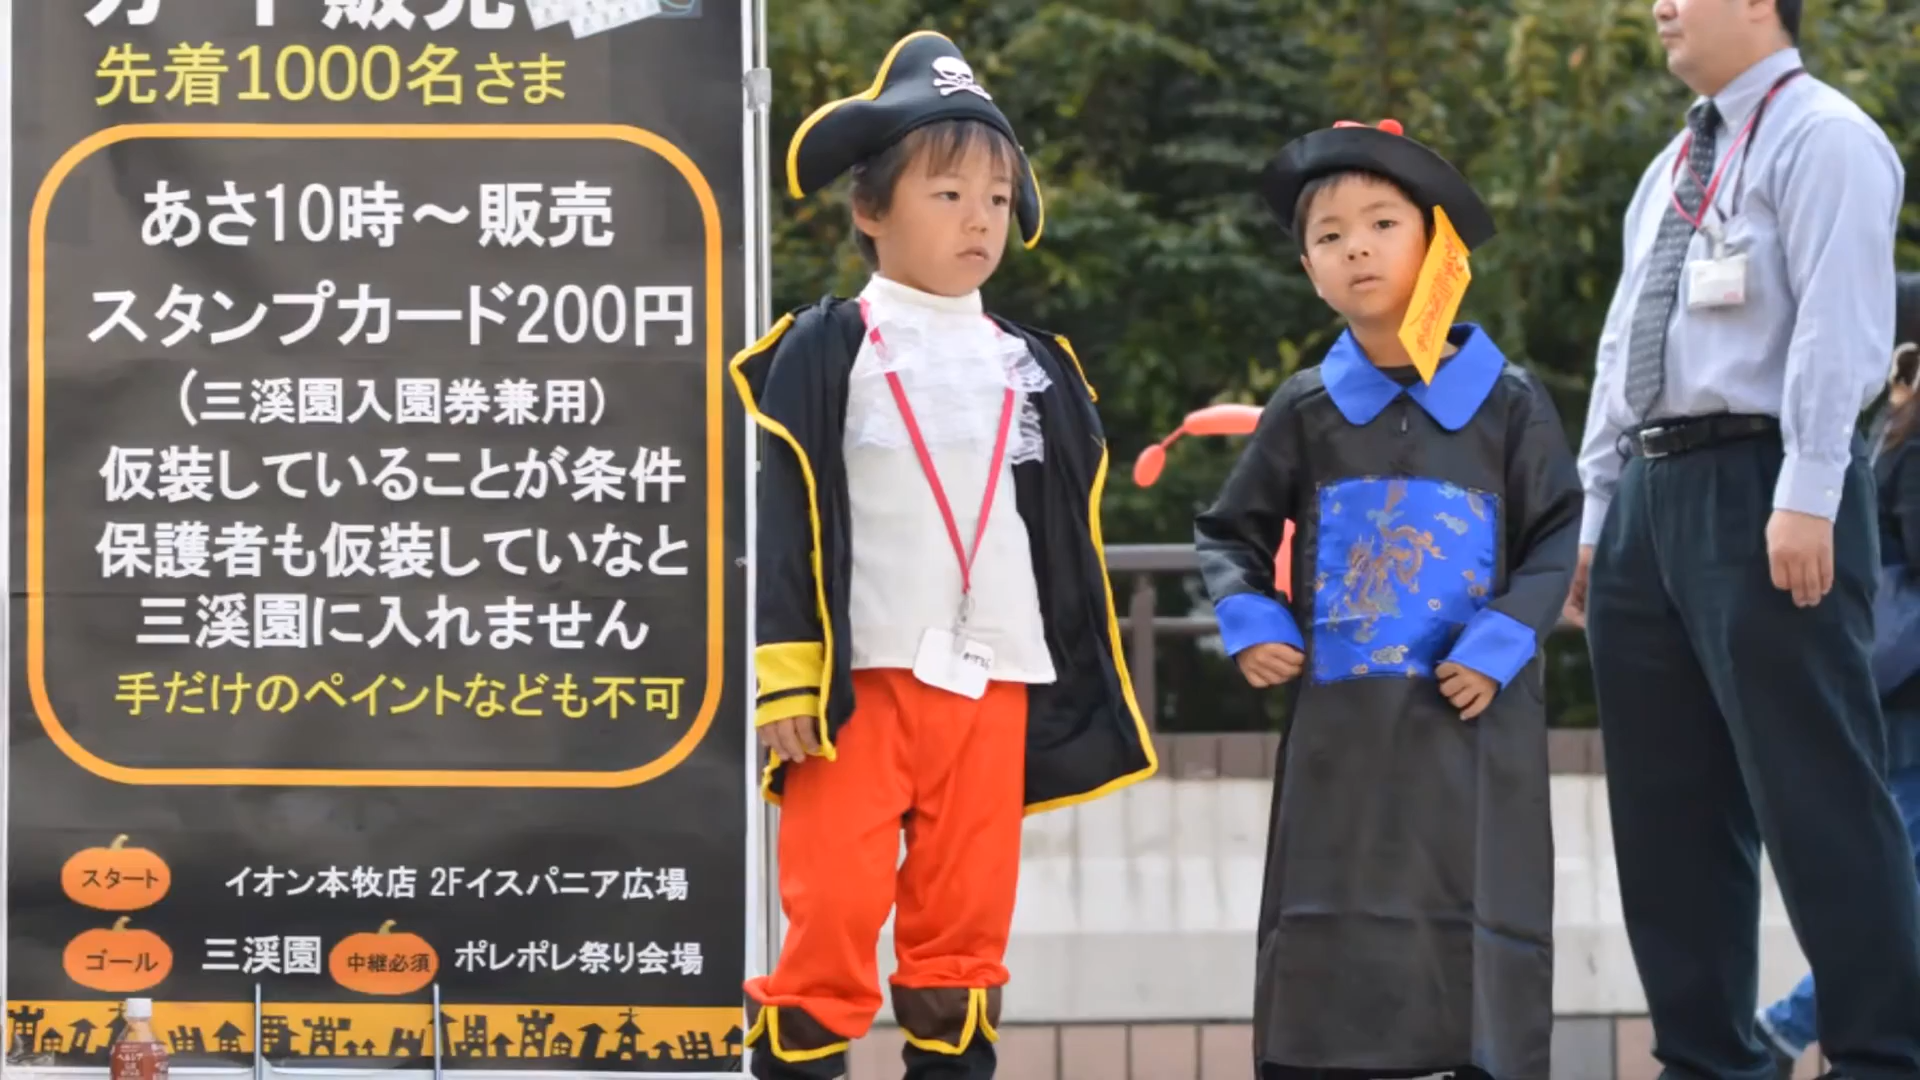 カード販売
先着1000名さま
あさ10時～販売
スタンプカード200円
(三溪園入園券兼用)
仮装していることが条件
保護者も仮装していなと
三溪園に入れません
手だけのペイントなども不可
スタート イオン本牧店 2Fイスパニア広場
ゴール 三渓園 中継必須 ポレポレ祭り会場